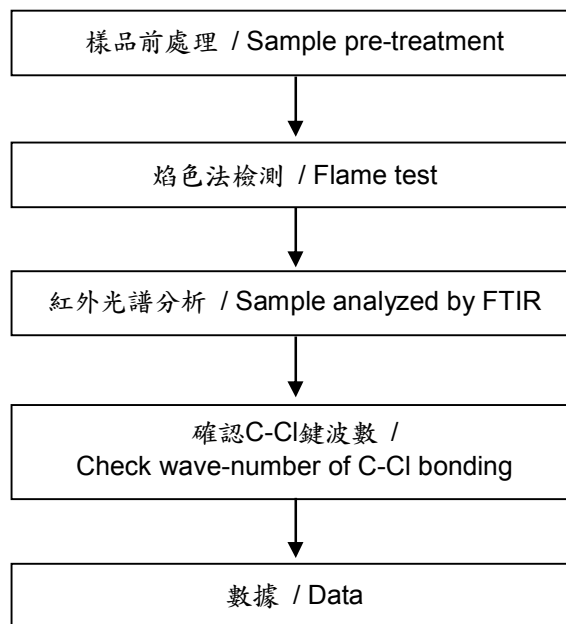 樣品前處理 / Sample pre-treatment
焰色法檢測 / Flame test
紅外光譜分析 / Sample analyzed by FTIR
確認C-Cl鍵波數 /
Check wave-number of C-Cl bonding
數據 / Data